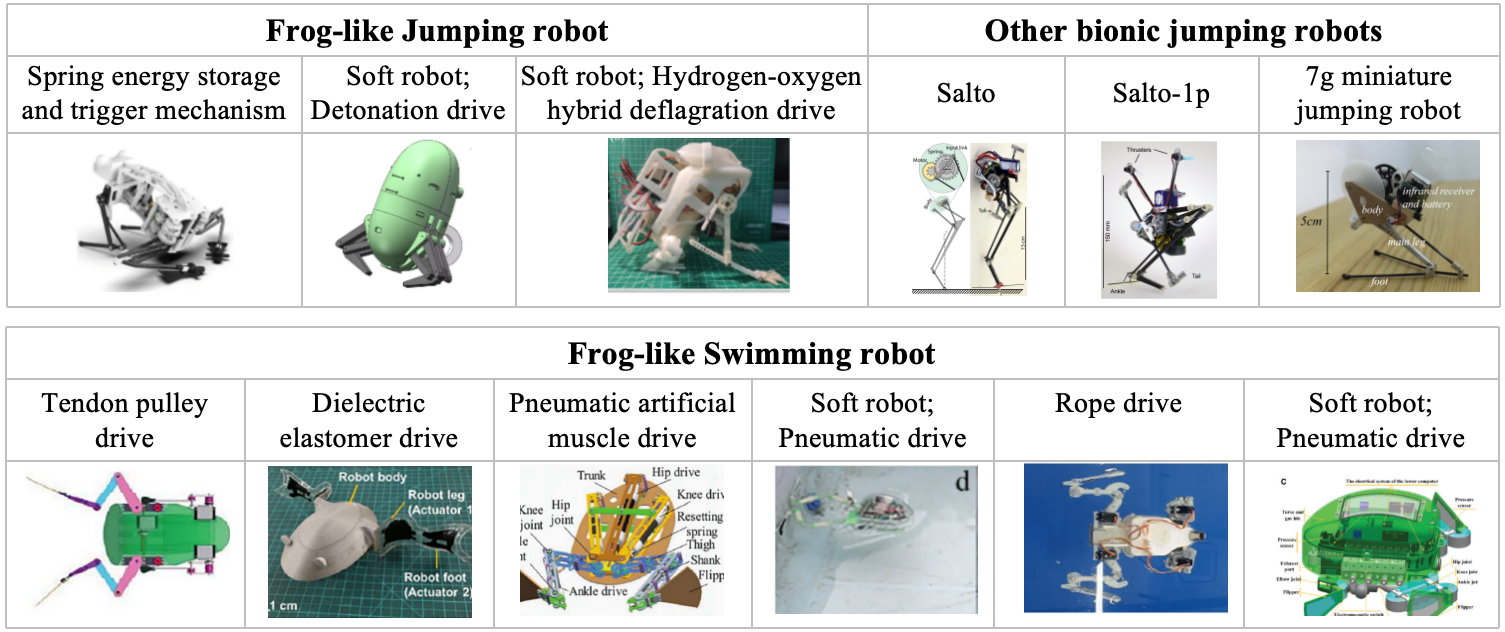 Frog-like Jumping robot
Other bionic jumping robots
Spring energy storage
and trigger mechanism
Soft robot;
Detonation drive
Soft robot; Hydrogen-oxygen
hybrid deflagration drive
Salto
Salto-1p
7g miniature
jumping robot
Motor
Spring
Input link
Tail
Thrusters
150 mm
Tail
Ankle
5cm
body
infrared receiver
and battery
main leg
foot
Frog-like Swimming robot
Tendon pulley
drive
Dielectric
elastomer drive
Pneumatic artificial
muscle drive
Soft robot;
Pneumatic drive
Rope drive
Soft robot;
Pneumatic drive
Robot body
Robot leg
(Actuator 1
Robot foot
(Actuator 2)
1 cm
Trunk
Hip drive
Knee driv
Knee
joint
Hip
joint
Resetting
spring
Thigh
Shank
Flipp
Ankle drive
d
c
The electrical system of the lower computer
Pressure
sensor
Pressure
sensor
Exhaust
port
Elbow joint
Flipper
Hip joint
Knee join
Ankle joi
Flipper